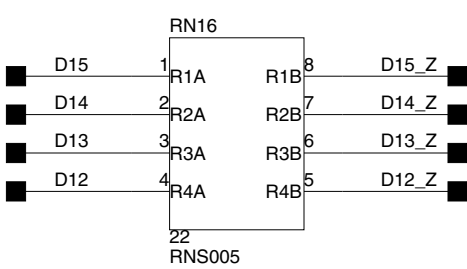 RN16
D15 1 R1A R1B 8 D15_Z
D14 2 R2A R2B 7 D14_Z
D13 3 R3A R3B 6 D13_Z
D12 4 R4A R4B 5 D12_Z
22
RNS005